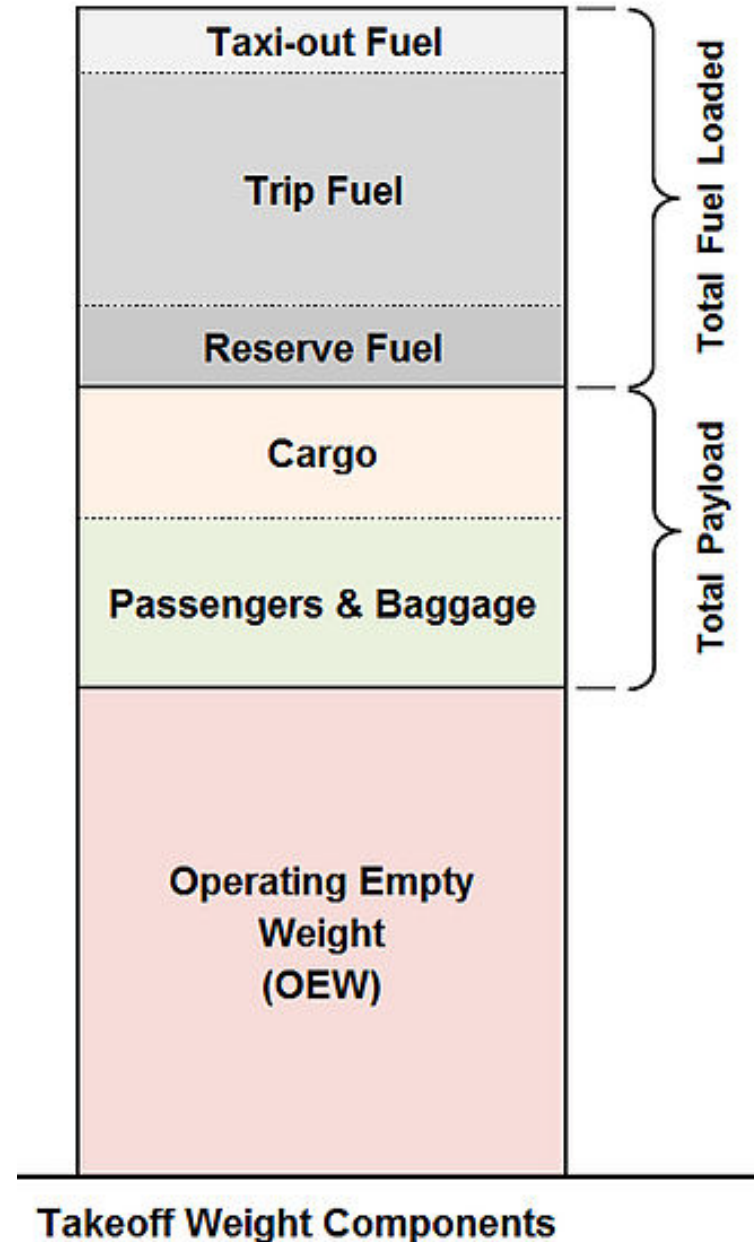 Taxi-out Fuel
Trip Fuel
Reserve Fuel
Total Fuel Loaded
Cargo
Passengers & Baggage
Total Payload
Operating Empty
Weight
(OEW)
Takeoff Weight Components